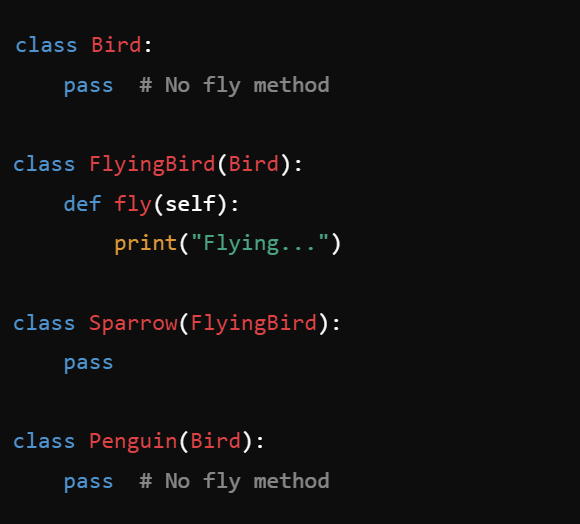 class Bird:
    pass  # No fly method
class FlyingBird(Bird):
    def fly(self):
        print("Flying...")
class Sparrow(FlyingBird):
    pass
class Penguin(Bird):
    pass  # No fly method